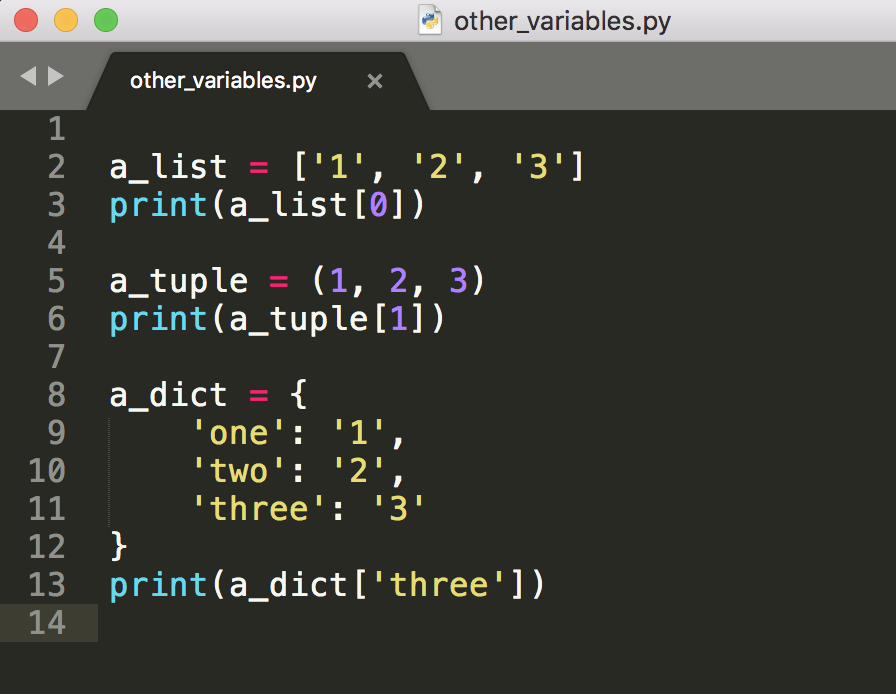 other_variables.py
other_variables.py ×
1
2 a_list = ['1', '2', '3']
3 print(a_list[0])
4
5 a_tuple = (1, 2, 3)
6 print(a_tuple[1])
7
8 a_dict = {
9     'one': '1',
10     'two': '2',
11     'three': '3'
12 }
13 print(a_dict['three'])
14